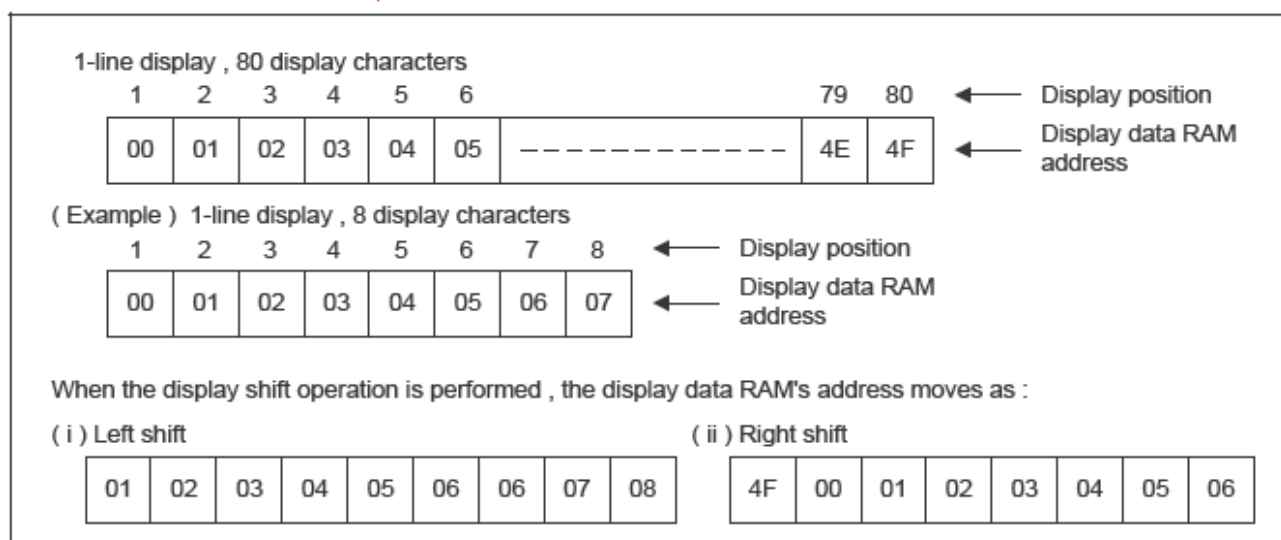 1-line display , 80 display characters
1 2 3 4 5 6 79 80 Display position
00 01 02 03 04 05 4E 4F Display data RAM address
( Example ) 1-line display , 8 display characters
1 2 3 4 5 6 7 8 Display position
00 01 02 03 04 05 06 07 Display data RAM address
When the display shift operation is performed , the display data RAM's address moves as :
( i ) Left shift ( ii ) Right shift
01 02 03 04 05 06 06 07 08 4F 00 01 02 03 04 05 06